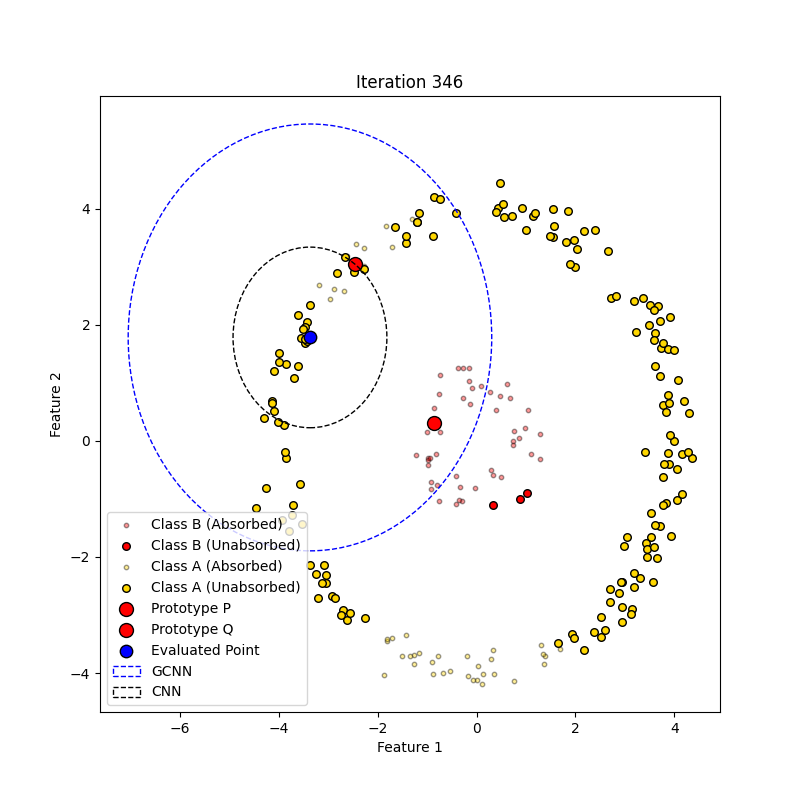 Iteration 346
Feature 2
4
2
0
−2
−4
Class B (Absorbed)
Class B (Unabsorbed)
Class A (Absorbed)
Class A (Unabsorbed)
Prototype P
Prototype Q
Evaluated Point
GCNN
CNN
−6 −4 −2 0 2 4
Feature 1